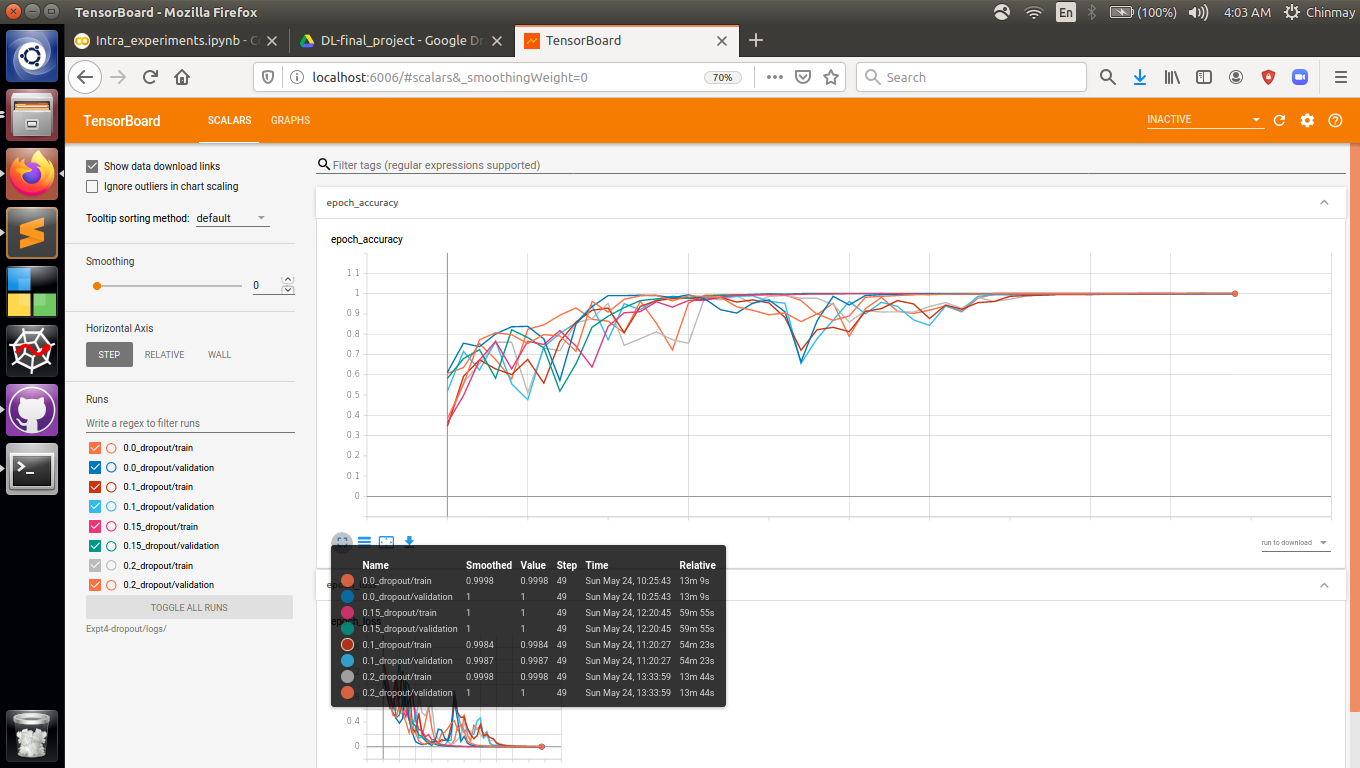 TensorBoard - Mozilla Firefox
En
(100%)
4:03 AM
Chinmay
Intra_experiments.ipynb - C
DL-final_project - Google Dr
TensorBoard
localhost:6006/#scalars&_smoothingWeight=0
70%
Search
TensorBoard
SCALARS
GRAPHS
INACTIVE
Show data download links
Ignore outliers in chart scaling
Tooltip sorting method: default
Smoothing
0
Horizontal Axis
STEP
RELATIVE
WALL
Runs
Write a regex to filter runs
0.0_dropout/train
0.0_dropout/validation
0.1_dropout/train
0.1_dropout/validation
0.15_dropout/train
0.15_dropout/validation
0.2_dropout/train
0.2_dropout/validation
TOGGLE ALL RUNS
Expt4-dropout/logs/
Filter tags (regular expressions supported)
epoch_accuracy
epoch_accuracy
1.1
1
0.9
0.8
0.7
0.6
0.5
0.4
0.3
0.2
0.1
0
run to download
Name Smoothed Value Step Time Relative
0.0_dropout/train 0.9998 0.9998 49 Sun May 24, 10:25:43 13m 9s
0.0_dropout/validation 1 1 49 Sun May 24, 10:25:43 13m 9s
0.15_dropout/train 1 1 49 Sun May 24, 12:20:45 59m 55s
0.15_dropout/validation 1 1 49 Sun May 24, 12:20:45 59m 55s
0.1_dropout/train 0.9984 0.9984 49 Sun May 24, 11:20:27 54m 23s
0.1_dropout/validation 0.9987 0.9987 49 Sun May 24, 11:20:27 54m 23s
0.2_dropout/train 0.9998 0.9998 49 Sun May 24, 13:33:59 13m 44s
0.2_dropout/validation 1 1 49 Sun May 24, 13:33:59 13m 44s
epoch_loss
0.4
0